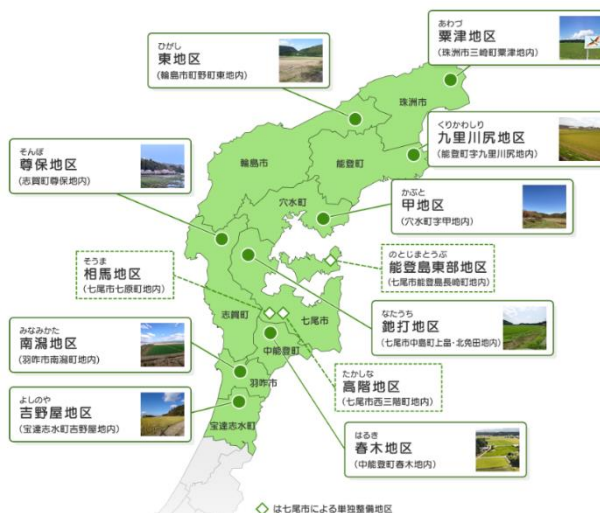 あわづ
粟津地区
(珠洲市三崎町粟津地内)
ひがし
東地区
(輪島市町野町東地内)
珠洲市
くりかわしり
九里川尻地区
(能登町字九里川尻地内)
そんぼ
尊保地区
(志賀町尊保地内)
輪島市
能登町
かぶと
甲地区
(穴水町字甲地内)
穴水町
のとじまとうぶ
能登島東部地区
(七尾市能登島長崎町地内)
そうま
相馬地区
(七尾市七原町地内)
なたうち
鉈打地区
(七尾市中島町上畠・北免田地内)
志賀町
七尾市
みなみかた
南潟地区
(羽咋市南潟町地内)
中能登町
たかしな
高階地区
(七尾市西三階町地内)
羽咋市
よしのや
吉野屋地区
(宝達志水町吉野屋地内)
宝達志水町
はるき
春木地区
(中能登町春木地内)
は七尾市による単独整備地区